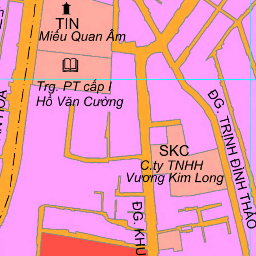 TIN
Miếu Quan Âm
Trg. PT cấp I
Hồ Văn Cường
SKC
C.ty TNHH
Vương Kim Long
ĐG. TRỊNH ĐÌNH THẢO
ĐG. KHU